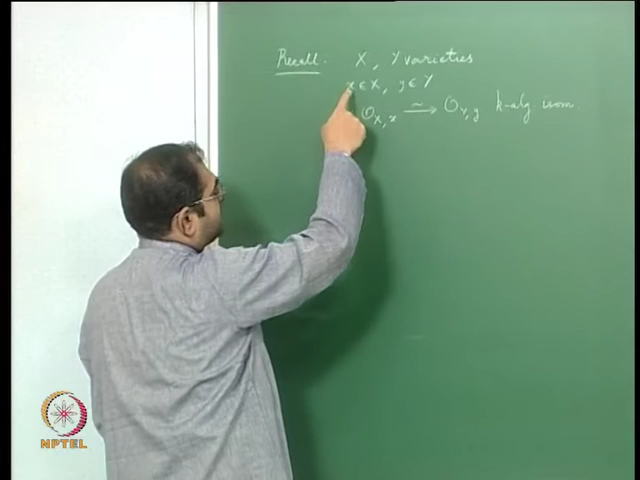 Recall: X, Y varieties
x ∈ X, y ∈ Y
O_{X,x} ⥲ O_{Y,y} k-alg isom.
NPTEL